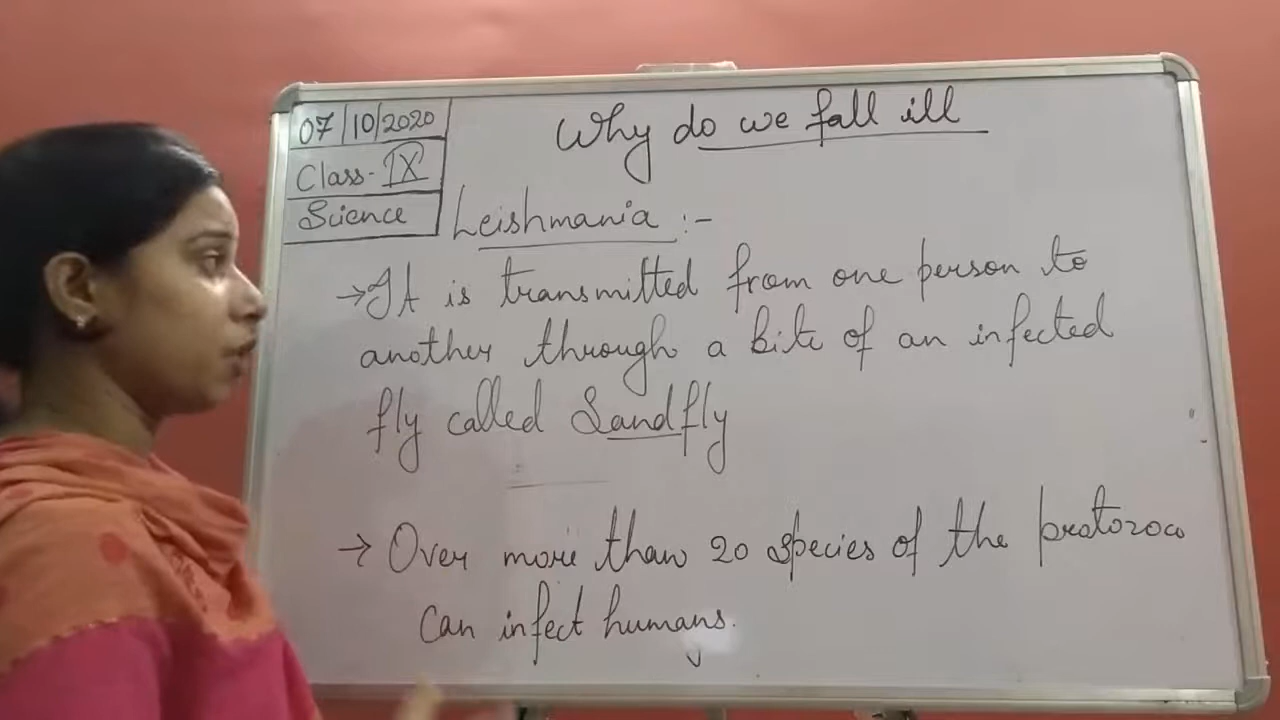 07/10/2020
Class-IX
Science
Why do we fall ill
Leishmania :-
→ It is transmitted from one person to
another through a bite of an infected
fly called Sandfly
→ Over more than 20 species of the protozoa
can infect humans.